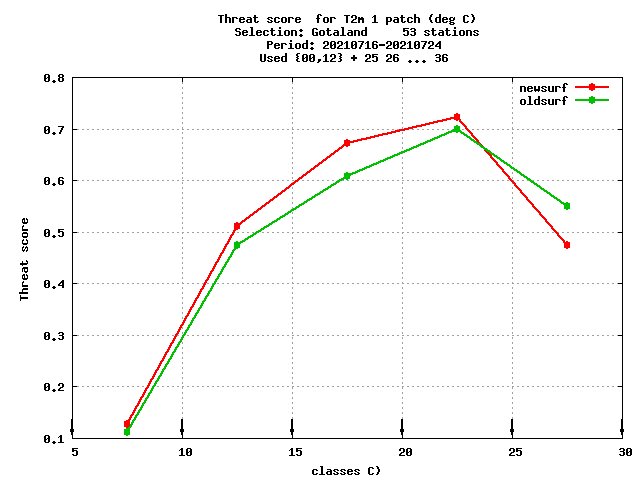 Threat score  for T2m 1 patch (deg C)
Selection: Gotaland     53 stations
Period: 20210716-20210724
Used {00,12} + 25 26 ... 36
newsurf
oldsurf
Threat score
0.8
0.7
0.6
0.5
0.4
0.3
0.2
0.1
5 10 15 20 25 30
classes C)